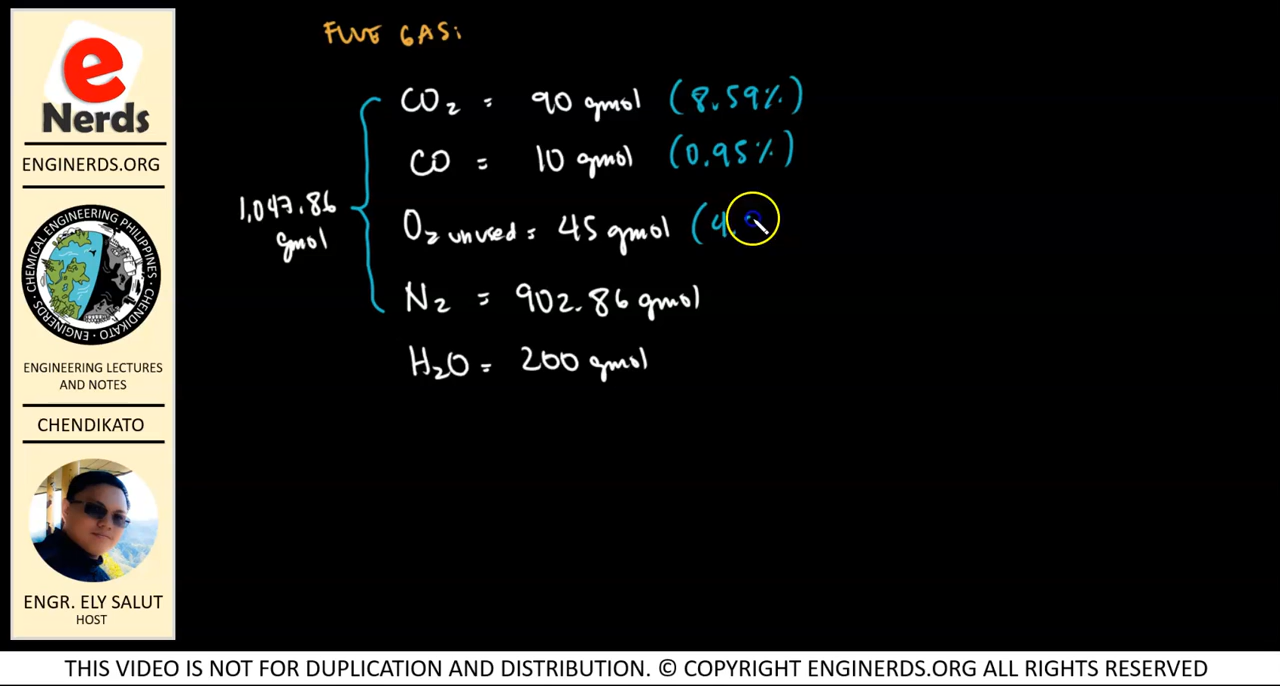 e
Nerds
ENGINERDS.ORG
CHEMICAL ENGINEERING PHILIPPINES
CHENDIKATO ENGINERDS.ORG CHENDIKATO
ENGINEERING LECTURES
AND NOTES
CHENDIKATO
ENGR. ELY SALUT
HOST
FLUE GAS:
CO2 = 90 gmol (8.59%)
CO = 10 gmol (0.95%)
1,047.86
gmol
O2 unused = 45 gmol (4.
N2 = 902.86 gmol
H2O = 200 gmol
THIS VIDEO IS NOT FOR DUPLICATION AND DISTRIBUTION. © COPYRIGHT ENGINERDS.ORG ALL RIGHTS RESERVED